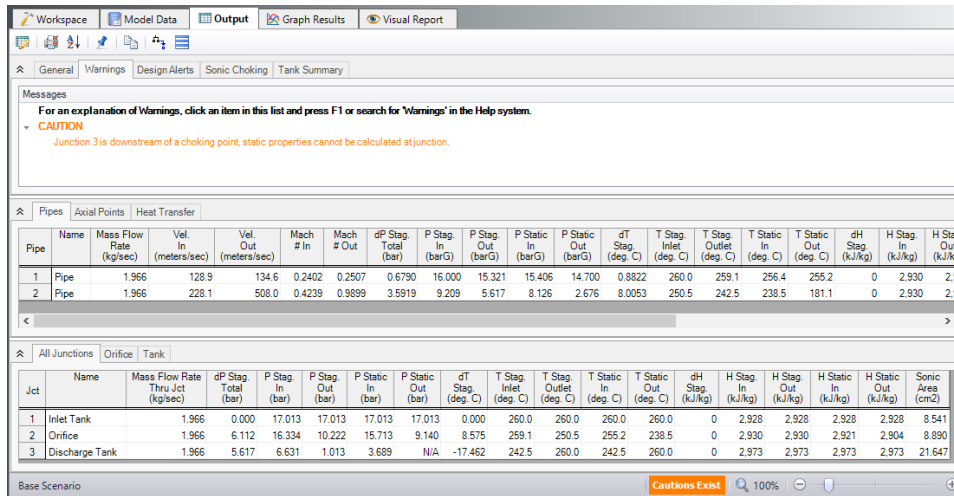 Workspace Model Data Output Graph Results Visual Report
General Warnings Design Alerts Sonic Choking Tank Summary
Messages
For an explanation of Warnings, click an item in this list and press F1 or search for 'Warnings' in the Help system.
CAUTION
Junction 3 is downstream of a choking point, static properties cannot be calculated at junction.
Pipes Axial Points Heat Transfer
Pipe Name Mass Flow Rate (kg/sec) Vel. In (meters/sec) Vel. Out (meters/sec) Mach # In Mach # Out dP Stag. Total (bar) P Stag. In (barG) P Stag. Out (barG) P Static In (barG) P Static Out (barG) dT Stag. (deg. C) T Stag. Inlet (deg. C) T Stag. Outlet (deg. C) T Static In (deg. C) T Static Out (deg. C) dH Stag. (kJ/kg) H Stag. In (kJ/kg) H Sta Ou (kJ/k
1 Pipe 1.966 128.9 134.6 0.2402 0.2507 0.6790 16.000 15.321 15.406 14.700 0.8822 260.0 259.1 256.4 255.2 0 2,930 2,
2 Pipe 1.966 228.1 508.0 0.4239 0.9899 3.5919 9.209 5.617 8.126 2.676 8.0053 250.5 242.5 238.5 181.1 0 2,930 2,
All Junctions Orifice Tank
Jct Name Mass Flow Rate Thru Jct (kg/sec) dP Stag. Total (bar) P Stag. In (bar) P Stag. Out (bar) P Static In (bar) P Static Out (bar) dT Stag. (deg. C) T Stag. Inlet (deg. C) T Stag. Outlet (deg. C) T Static In (deg. C) T Static Out (deg. C) dH Stag. (kJ/kg) H Stag. In (kJ/kg) H Stag. Out (kJ/kg) H Static In (kJ/kg) H Static Out (kJ/kg) Sonic Area (cm2)
1 Inlet Tank 1.966 0.000 17.013 17.013 17.013 17.013 0.000 260.0 260.0 260.0 260.0 0 2,928 2,928 2,928 2,928 8.541
2 Orifice 1.966 6.112 16.334 10.222 15.713 9.140 8.575 259.1 250.5 255.2 238.5 0 2,930 2,930 2,921 2,904 8.890
3 Discharge Tank 1.966 5.617 6.631 1.013 3.689 N/A -17.462 242.5 260.0 242.5 260.0 0 2,973 2,973 2,973 2,973 21.647
Base Scenario Cautions Exist 100%